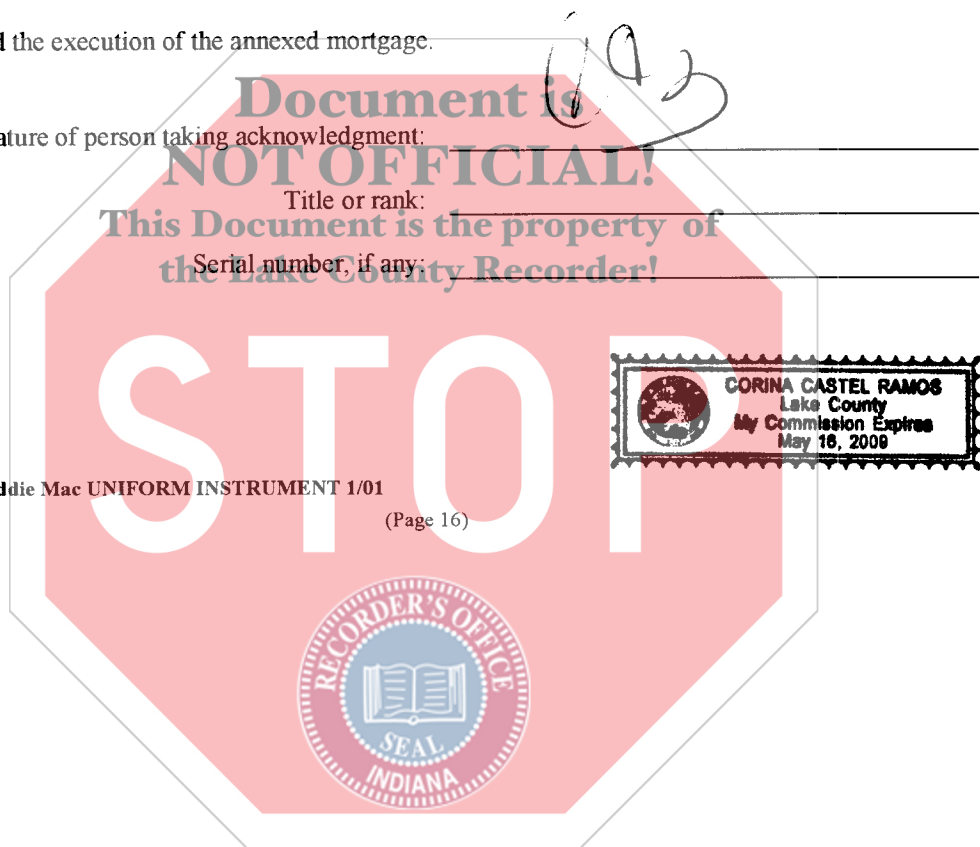 d the execution of the annexed mortgage.
Document is
ature of person taking acknowledgment:
NOT OFFICIAL!
Title or rank:
This Document is the property of
Serial number, if any:
the Lake County Recorder!
STOP
CORINA CASTEL RAMOS
Lake County
My Commission Expires
May 16, 2009
ddie Mac UNIFORM INSTRUMENT 1/01
(Page 16)
RECORDER'S OFFICE
SEAL
INDIANA